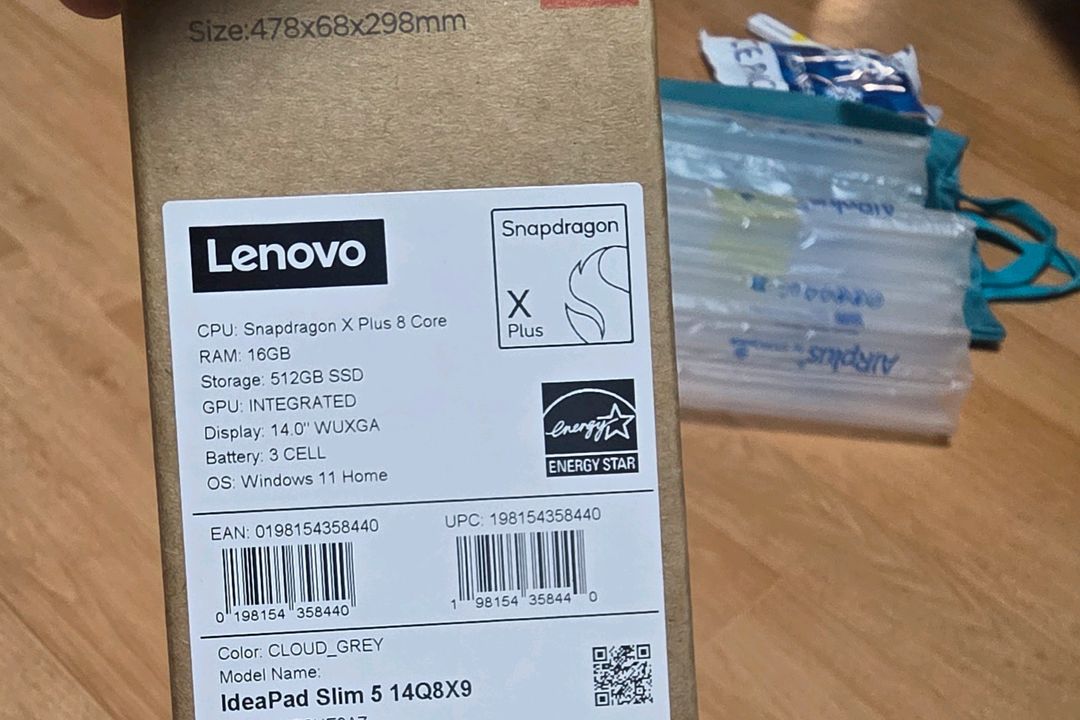 Size:478x68x298mm
Lenovo
Snapdragon
X
Plus
CPU: Snapdragon X Plus 8 Core
RAM: 16GB
Storage: 512GB SSD
GPU: INTEGRATED
Display: 14.0" WUXGA
Battery: 3 CELL
OS: Windows 11 Home
energy
ENERGY STAR
EAN: 0198154358440
0 198154 358440
UPC: 198154358440
1 98154 35844 0
Color: CLOUD_GREY
Model Name:
IdeaPad Slim 5 14Q8X9
AIRplus